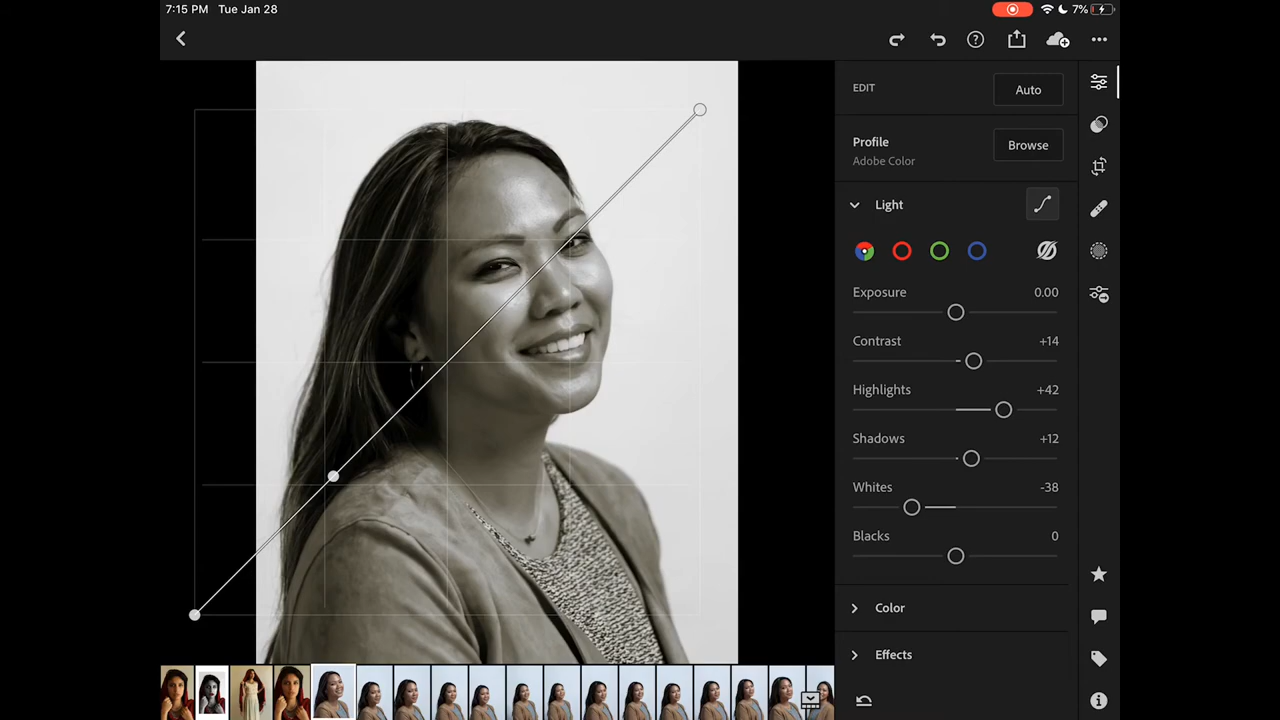 7:15 PM Tue Jan 28
7%
EDIT
Auto
Profile
Adobe Color
Browse
Light
Exposure 0.00
Contrast +14
Highlights +42
Shadows +12
Whites -38
Blacks 0
Color
Effects